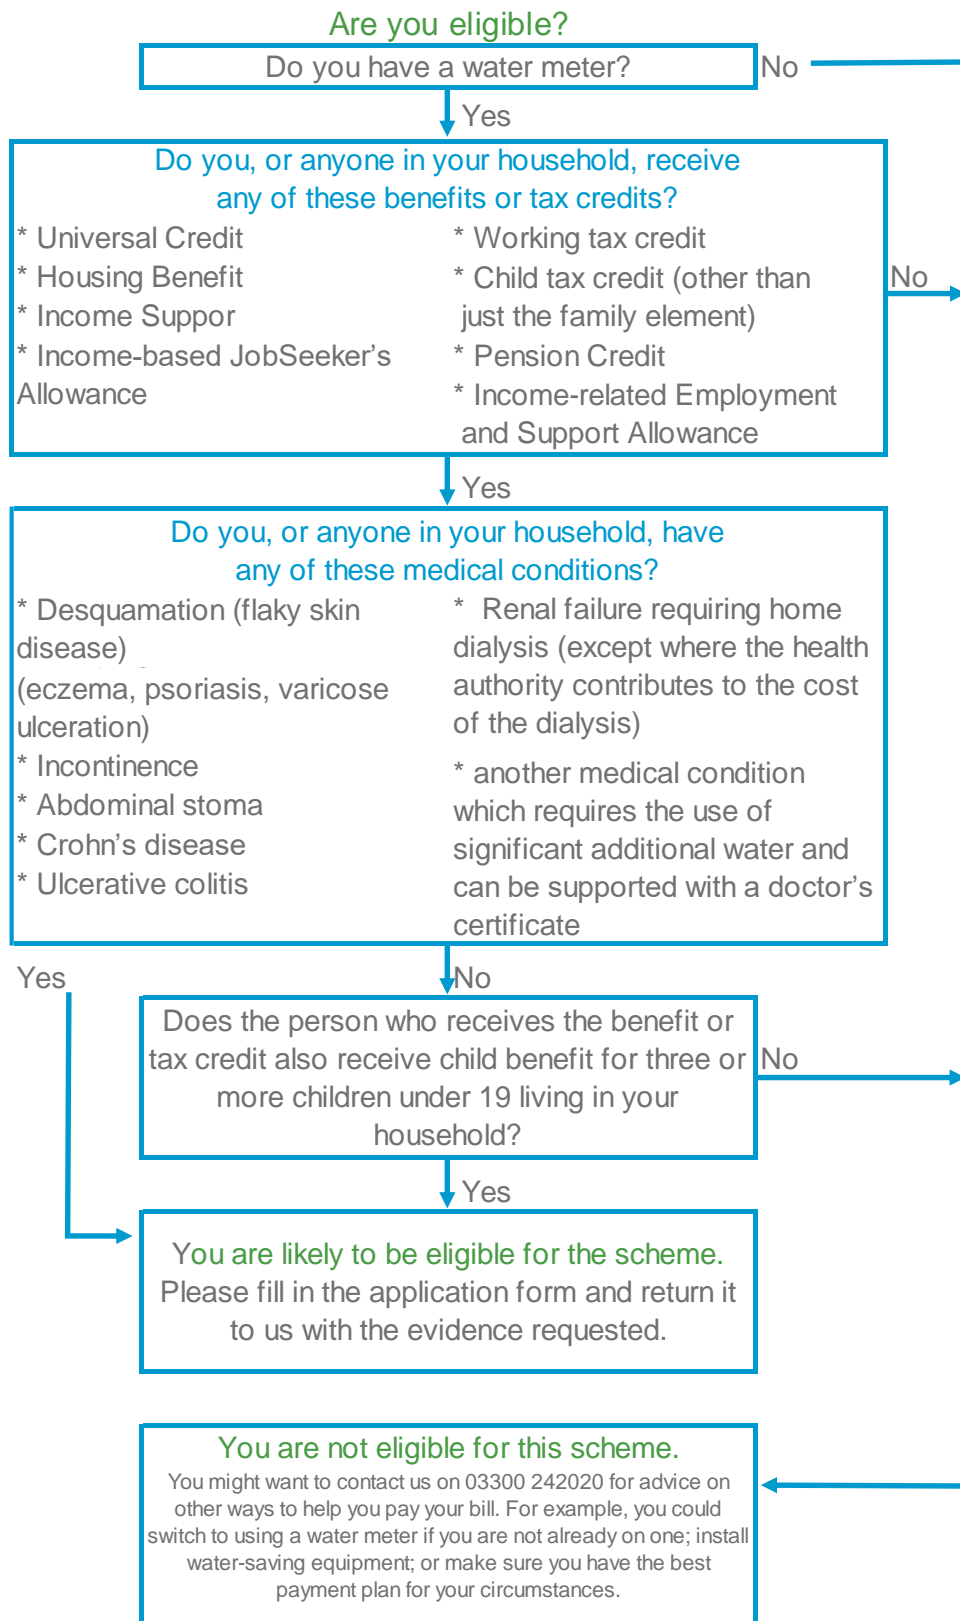 Are you eligible?
Do you have a water meter?
No
Yes
Do you, or anyone in your household, receive
any of these benefits or tax credits?
* Universal Credit
* Housing Benefit
* Income Suppor
* Income-based JobSeeker's
Allowance
* Working tax credit
* Child tax credit (other than
just the family element)
* Pension Credit
* Income-related Employment
and Support Allowance
No
Yes
Do you, or anyone in your household, have
any of these medical conditions?
* Desquamation (flaky skin
disease)
(eczema, psoriasis, varicose
ulceration)
* Incontinence
* Abdominal stoma
* Crohn's disease
* Ulcerative colitis
* Renal failure requiring home
dialysis (except where the health
authority contributes to the cost
of the dialysis)
* another medical condition
which requires the use of
significant additional water and
can be supported with a doctor's
certificate
Yes
No
Does the person who receives the benefit or
tax credit also receive child benefit for three or
more children under 19 living in your
household?
No
Yes
You are likely to be eligible for the scheme.
Please fill in the application form and return it
to us with the evidence requested.
You are not eligible for this scheme.
You might want to contact us on 03300 242020 for advice on
other ways to help you pay your bill. For example, you could
switch to using a water meter if you are not already on one; install
water-saving equipment; or make sure you have the best
payment plan for your circumstances.